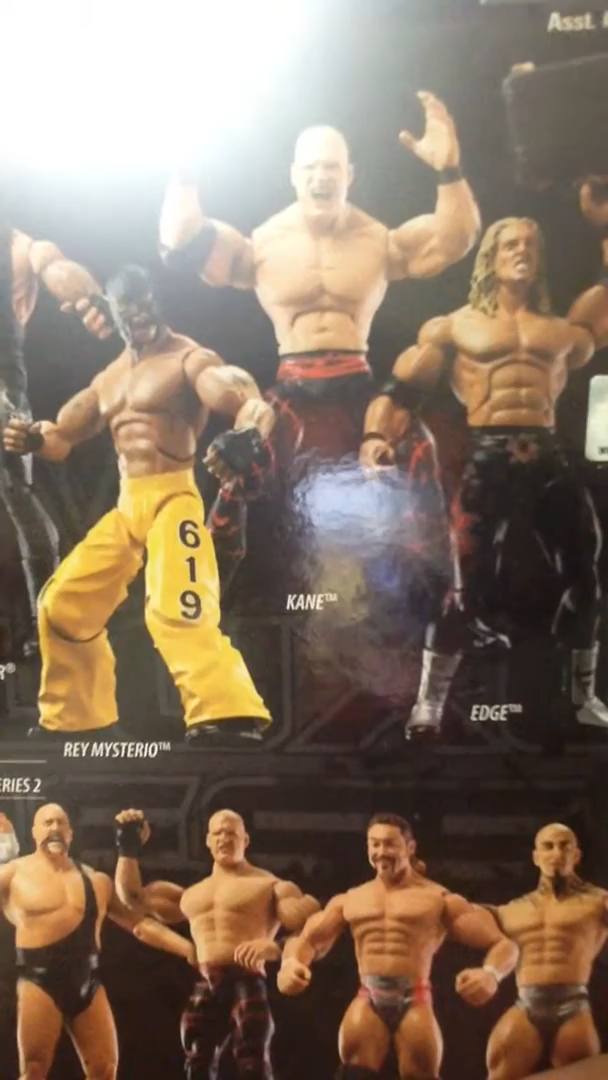 Asst.
6
1
9
KANE™
R®
EDGE™
REY MYSTERIO™
ERIES 2